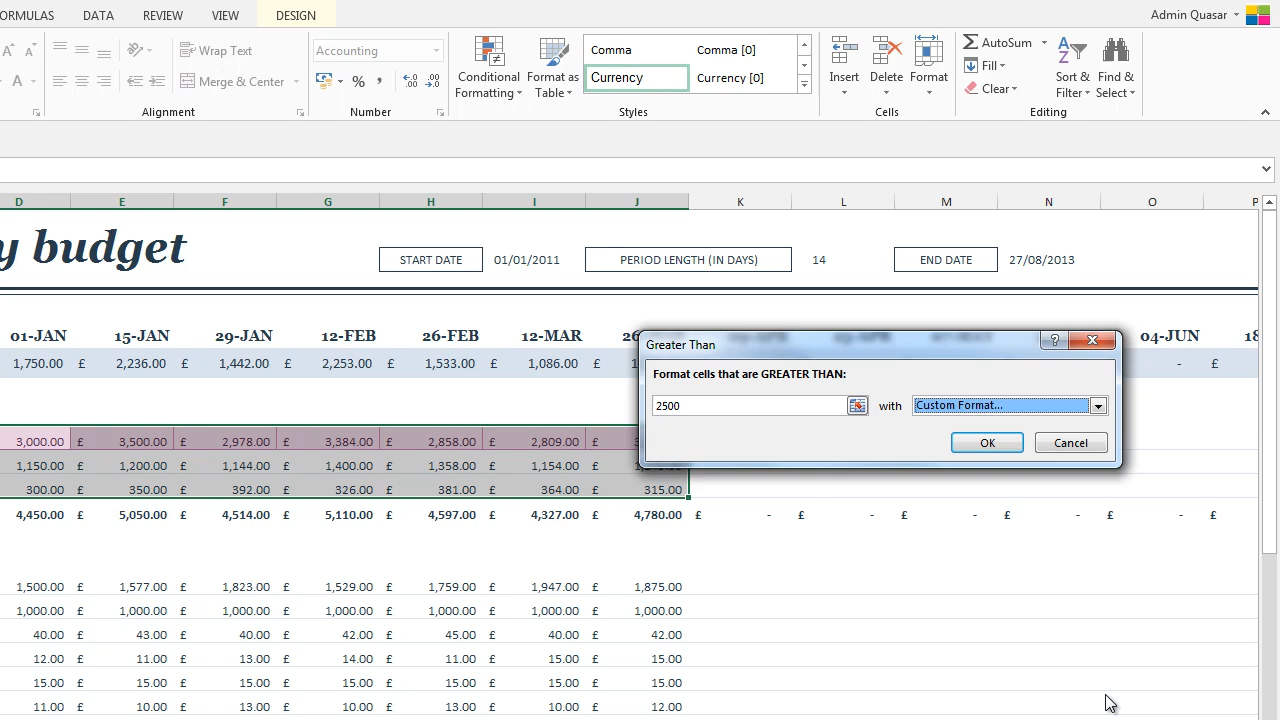 ORMULAS DATA REVIEW VIEW DESIGN Admin Quasar
Wrap Text Accounting Comma Comma [0] AutoSum
Merge & Center % , Conditional Formatting Format as Table Currency Currency [0] Insert Delete Format Fill Sort & Filter Find & Select
Clear
Alignment Number Styles Cells Editing
D E F G H I J K L M N O P
y budget START DATE 01/01/2011 PERIOD LENGTH (IN DAYS) 14 END DATE 27/08/2013
01-JAN 15-JAN 29-JAN 12-FEB 26-FEB 12-MAR 26 04-JUN 18
1,750.00 £ 2,236.00 £ 1,442.00 £ 2,253.00 £ 1,533.00 £ 1,086.00 £ 1 - £
Greater Than
Format cells that are GREATER THAN:
2500 with Custom Format...
OK Cancel
3,000.00 £ 3,500.00 £ 2,978.00 £ 3,384.00 £ 2,858.00 £ 2,809.00 £
1,150.00 £ 1,200.00 £ 1,144.00 £ 1,400.00 £ 1,358.00 £ 1,154.00 £
300.00 £ 350.00 £ 392.00 £ 326.00 £ 381.00 £ 364.00 £ 315.00
4,450.00 £ 5,050.00 £ 4,514.00 £ 5,110.00 £ 4,597.00 £ 4,327.00 £ 4,780.00 £ - £ - £ - £ - £ - £
1,500.00 £ 1,577.00 £ 1,823.00 £ 1,529.00 £ 1,759.00 £ 1,947.00 £ 1,875.00
1,000.00 £ 1,000.00 £ 1,000.00 £ 1,000.00 £ 1,000.00 £ 1,000.00 £ 1,000.00
40.00 £ 43.00 £ 40.00 £ 42.00 £ 45.00 £ 40.00 £ 42.00
12.00 £ 11.00 £ 13.00 £ 14.00 £ 11.00 £ 15.00 £ 15.00
15.00 £ 15.00 £ 15.00 £ 15.00 £ 15.00 £ 15.00 £ 15.00
11.00 £ 10.00 £ 13.00 £ 10.00 £ 13.00 £ 10.00 £ 12.00